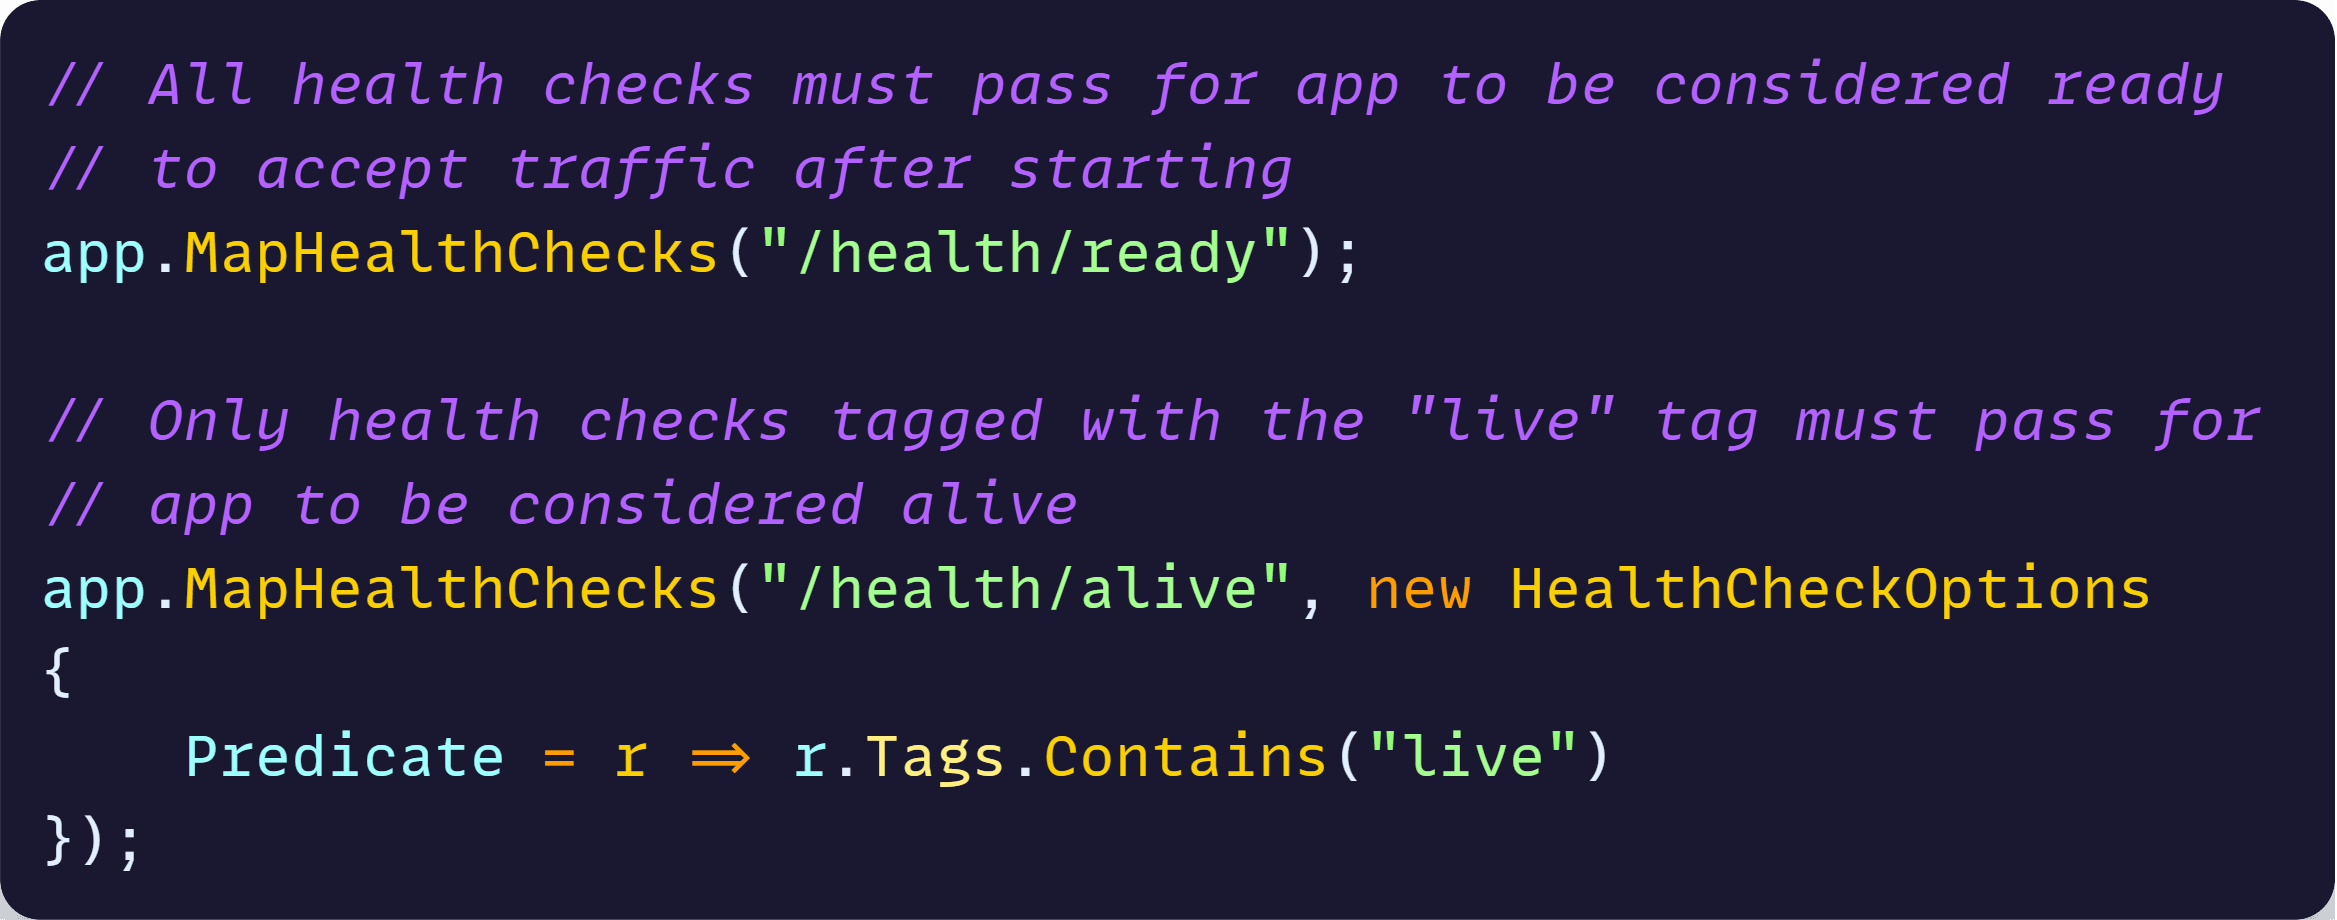 // All health checks must pass for app to be considered ready
// to accept traffic after starting
app.MapHealthChecks("/health/ready");
// Only health checks tagged with the "live" tag must pass for
// app to be considered alive
app.MapHealthChecks("/health/alive", new HealthCheckOptions
{
    Predicate = r => r.Tags.Contains("live")
});